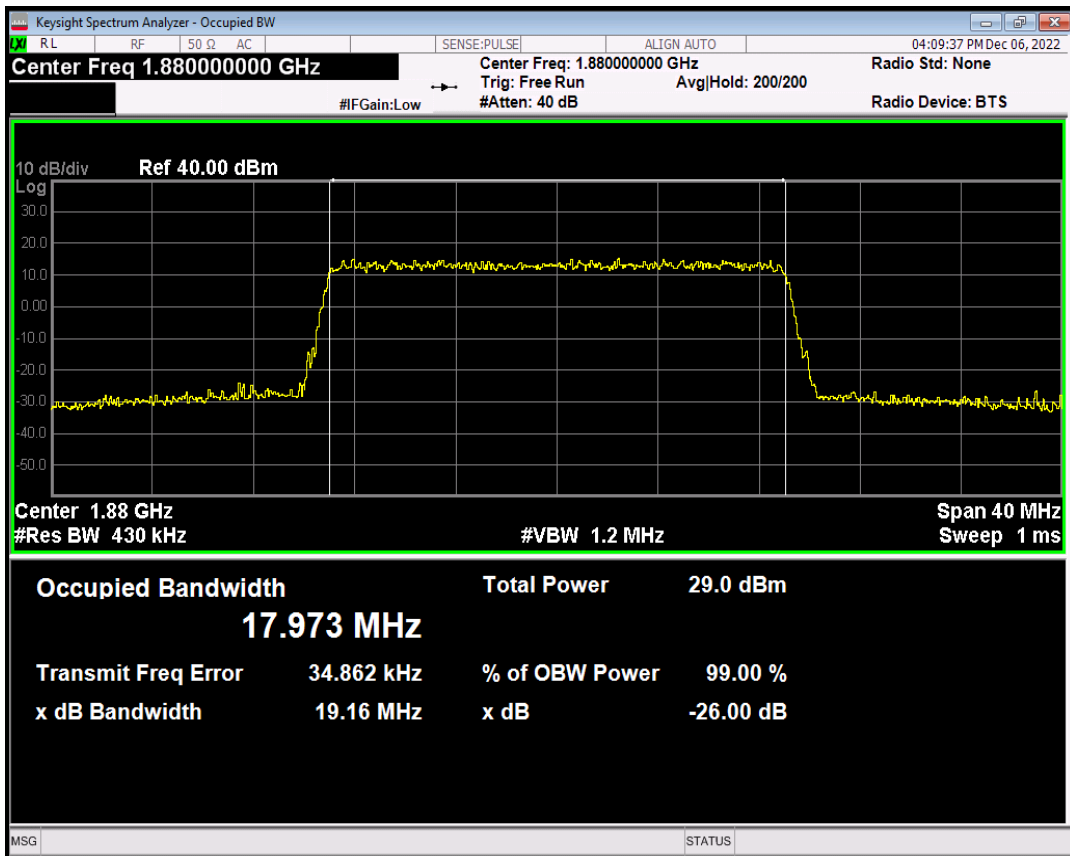 Keysight Spectrum Analyzer - Occupied BW
LXI RL RF 50 Ω AC SENSE:PULSE ALIGN AUTO 04:09:37 PM Dec 06, 2022
Center Freq 1.880000000 GHz
Center Freq: 1.880000000 GHz
Radio Std: None
Trig: Free Run Avg|Hold: 200/200
#IFGain:Low #Atten: 40 dB Radio Device: BTS
10 dB/div Ref 40.00 dBm
Log
30.0
20.0
10.0
0.00
-10.0
-20.0
-30.0
-40.0
-50.0
Center 1.88 GHz Span 40 MHz
#Res BW 430 kHz #VBW 1.2 MHz Sweep 1 ms
Occupied Bandwidth Total Power 29.0 dBm
17.973 MHz
Transmit Freq Error 34.862 kHz % of OBW Power 99.00 %
x dB Bandwidth 19.16 MHz x dB -26.00 dB
MSG STATUS